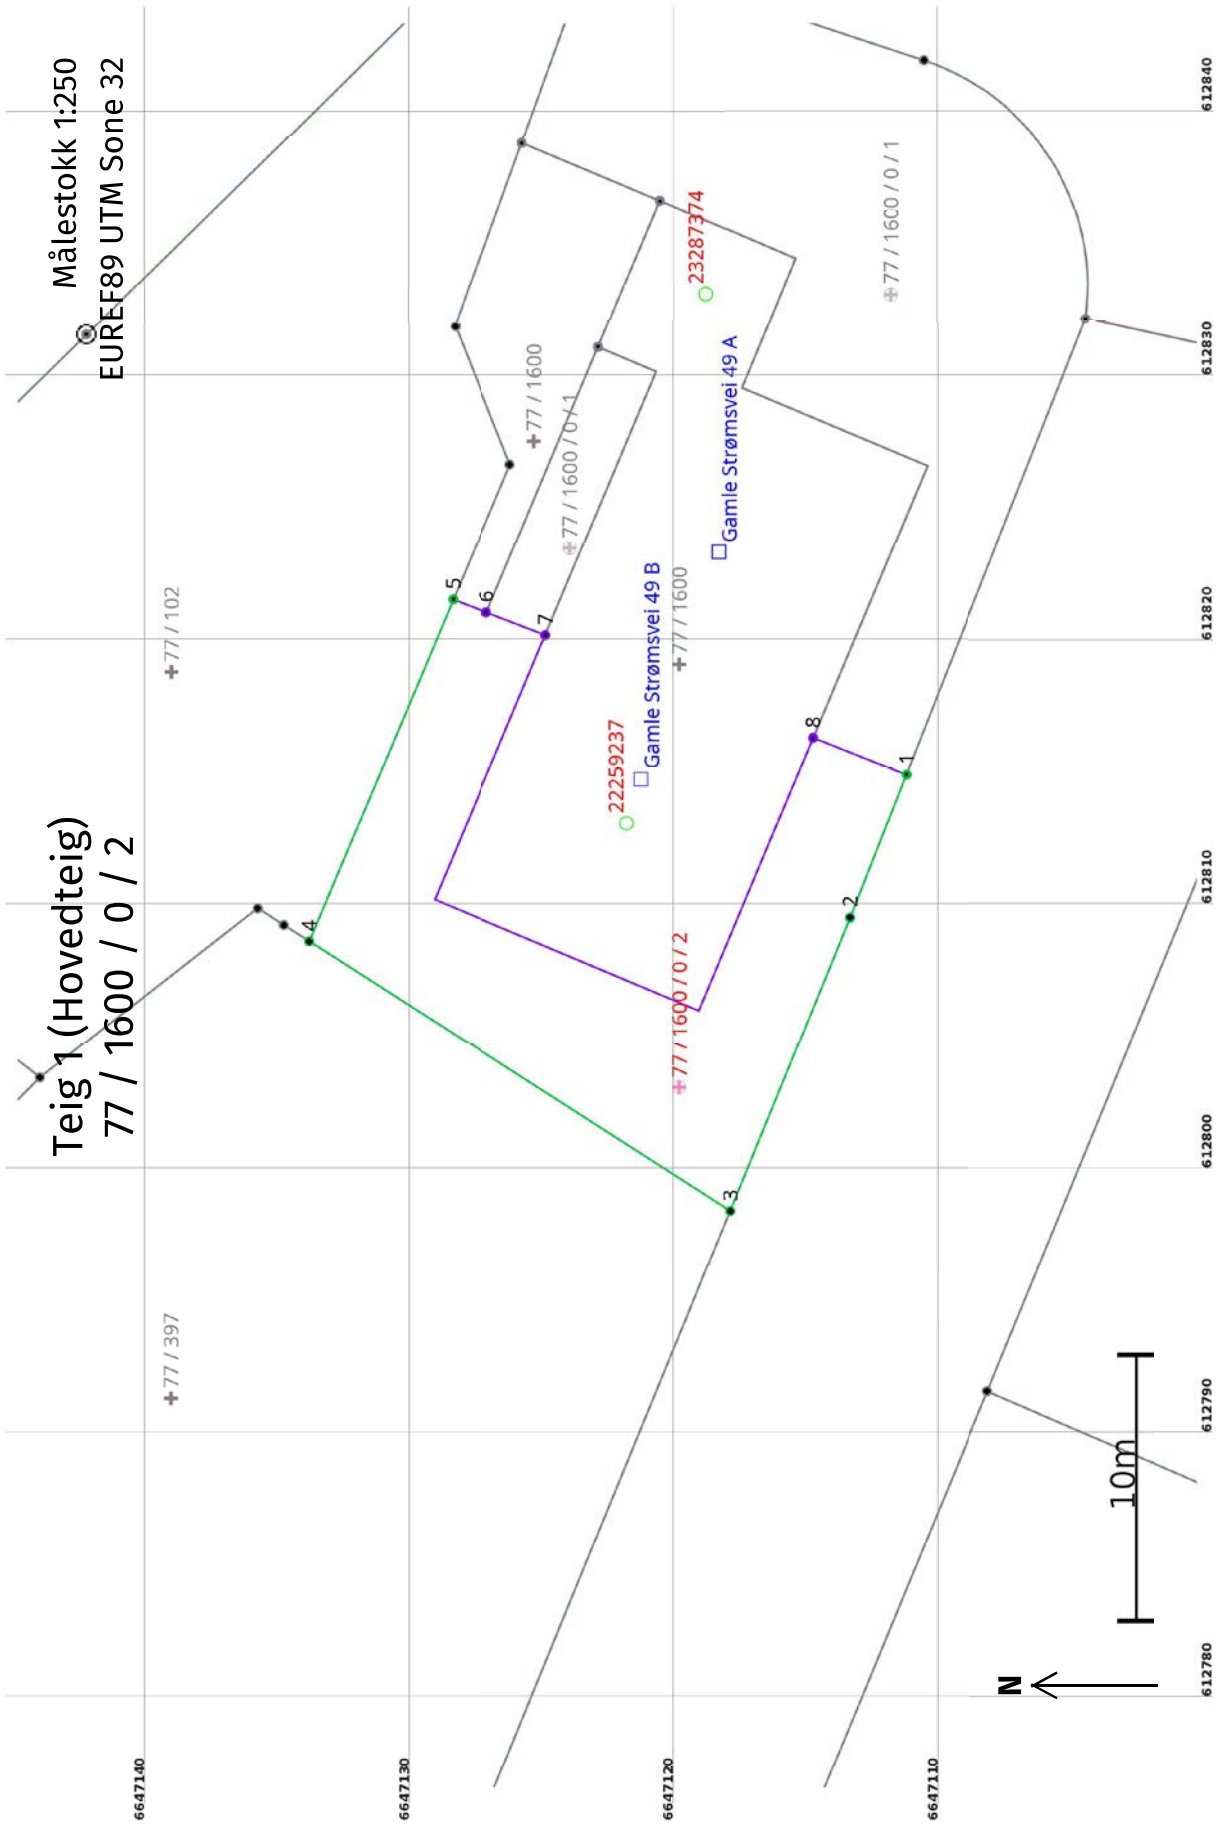 Teig 1 (Hovedteig)
77 / 1600 / 0 / 2
Målestokk 1:250
EUREF89 UTM Sone 32
77 / 397
77 / 102
4
5
6
7
8
1
2
3
77 / 1600
77 / 1600 / 0 / 1
22259237
Gamle Strømsvei 49 B
77 / 1600
77 / 1600 / 0 / 2
23287374
Gamle Strømsvei 49 A
77 / 1600 / 0 / 1
N
10m
6647140
6647130
6647120
6647110
612780
612790
612800
612810
612820
612830
612840